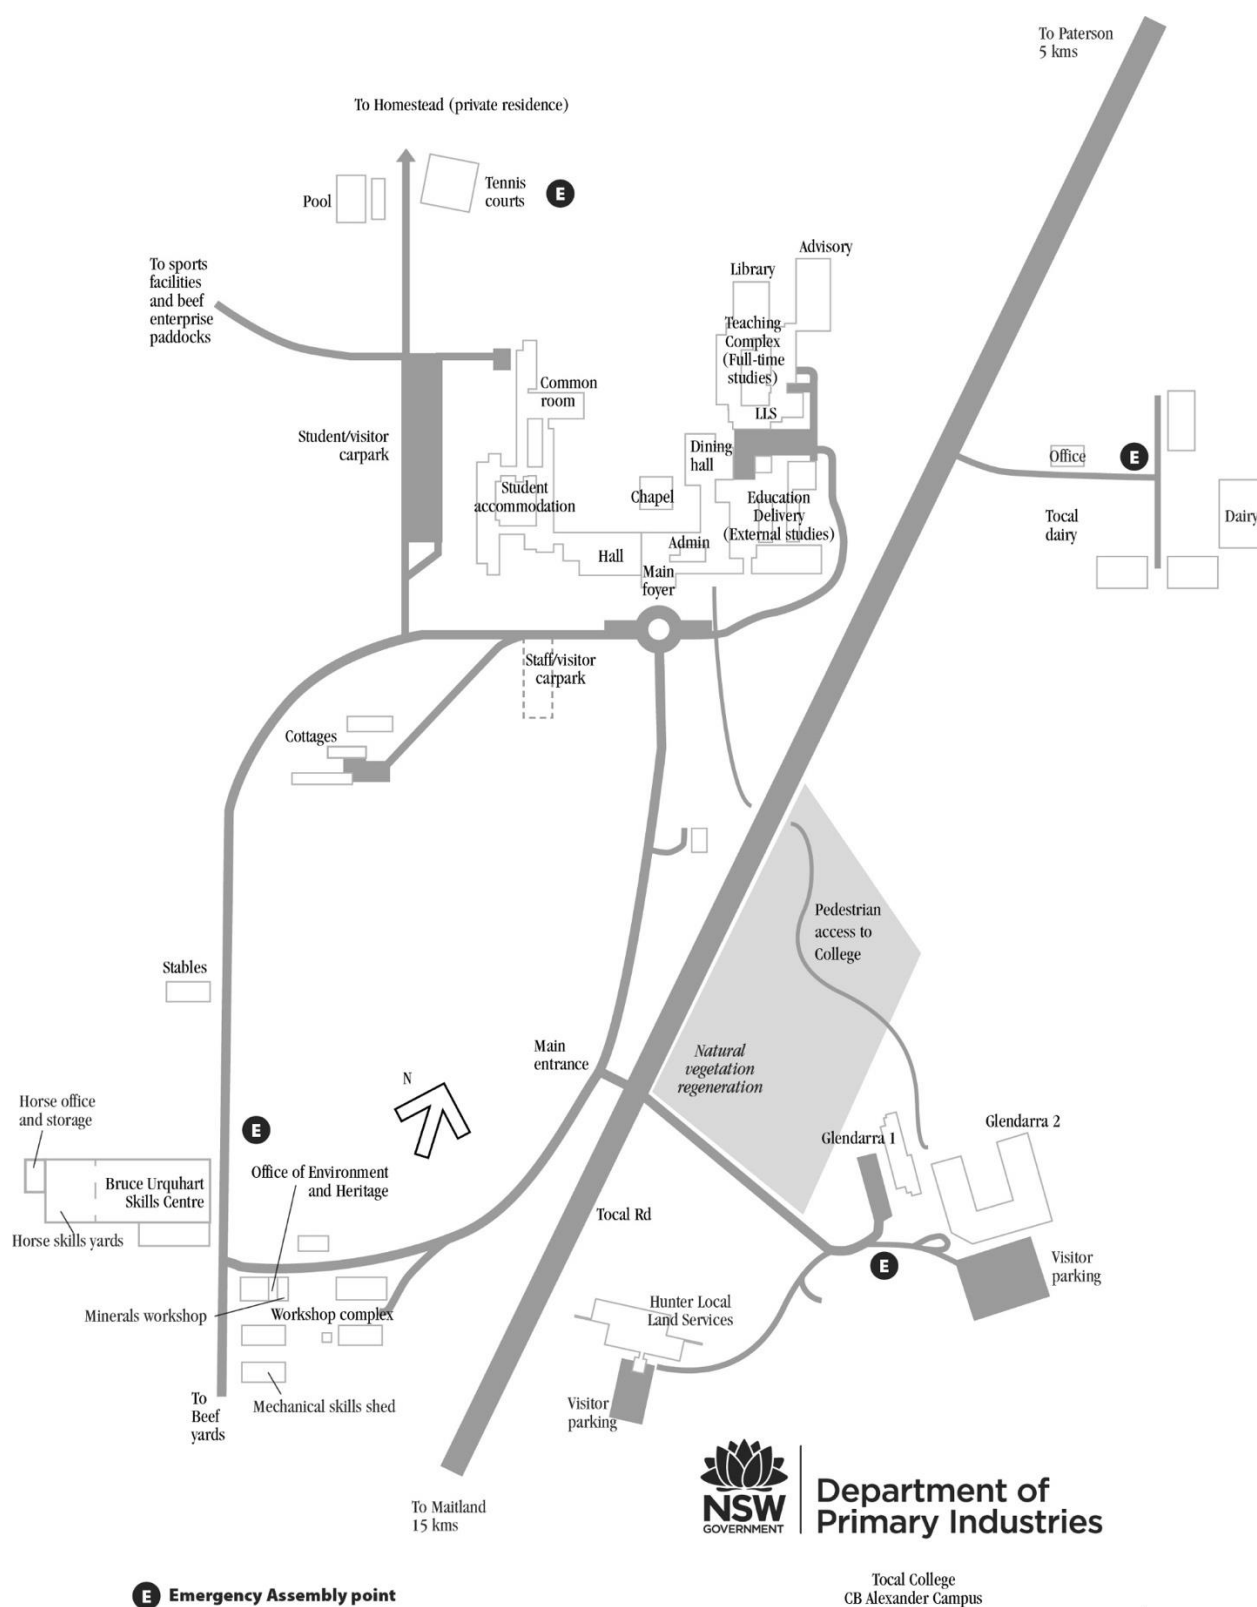 To Paterson
5 kms
To Homestead (private residence)
Pool
Tennis
courts
E
To sports
facilities
and beef
enterprise
paddocks
Advisory
Library
Teaching
Complex
(Full-time
studies)
LLS
Common
room
Student/visitor
carpark
Dining
hall
Office
E
Student
accommodation
Chapel
Education
Delivery
(External studies)
Tocal
dairy
Dairy
Hall
Admin
Main
foyer
Staff/visitor
carpark
Cottages
Pedestrian
access to
College
Stables
Main
entrance
Natural
vegetation
regeneration
N
Horse office
and storage
E
Glendarra 1
Glendarra 2
Bruce Urquhart
Skills Centre
Office of Environment
and Heritage
Horse skills yards
Tocal Rd
E
Visitor
parking
Minerals workshop
Workshop complex
Hunter Local
Land Services
To
Beef
yards
Mechanical skills shed
Visitor
parking
To Maitland
15 kms
NSW
GOVERNMENT
Department of
Primary Industries
E Emergency Assembly point
Tocal College
CB Alexander Campus